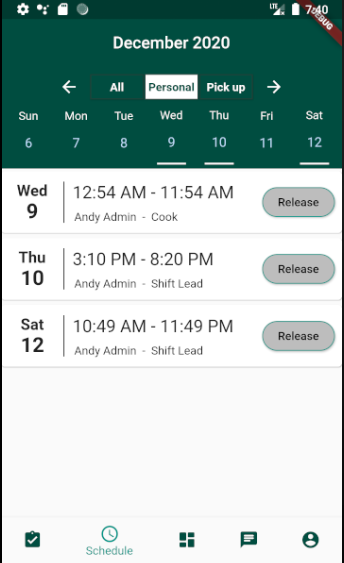 LTE 7:40
DEBUG
December 2020
All Personal Pick up
Sun Mon Tue Wed Thu Fri Sat
6 7 8 9 10 11 12
Wed 12:54 AM - 11:54 AM Release
9 Andy Admin - Cook
Thu 3:10 PM - 8:20 PM Release
10 Andy Admin - Shift Lead
Sat 10:49 AM - 11:49 PM Release
12 Andy Admin - Shift Lead
Schedule